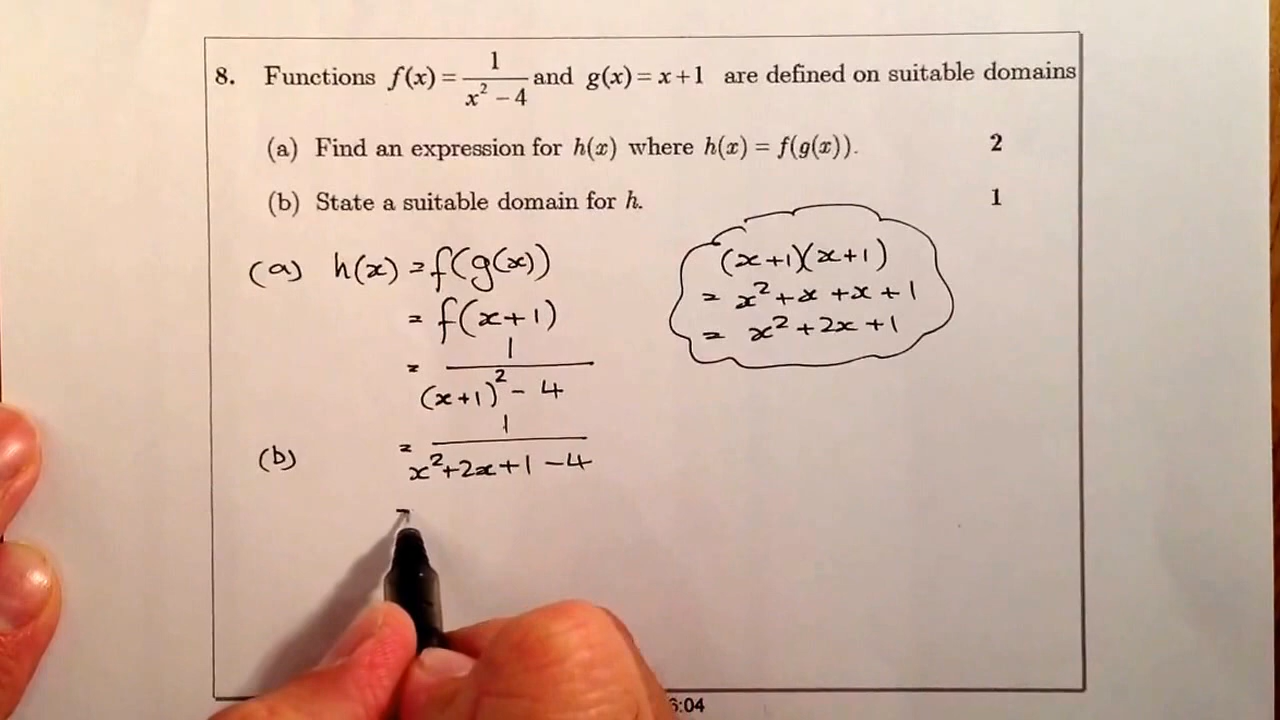 8. Functions f(x) = 1/(x² − 4) and g(x) = x + 1 are defined on suitable domains
(a) Find an expression for h(x) where h(x) = f(g(x)). 2
(b) State a suitable domain for h. 1
(a) h(x) = f(g(x))
= f(x+1)
= 1/((x+1)² − 4)
= 1/(x²+2x+1−4)
(b)
(x+1)(x+1)
= x²+x+x+1
= x²+2x+1
:04